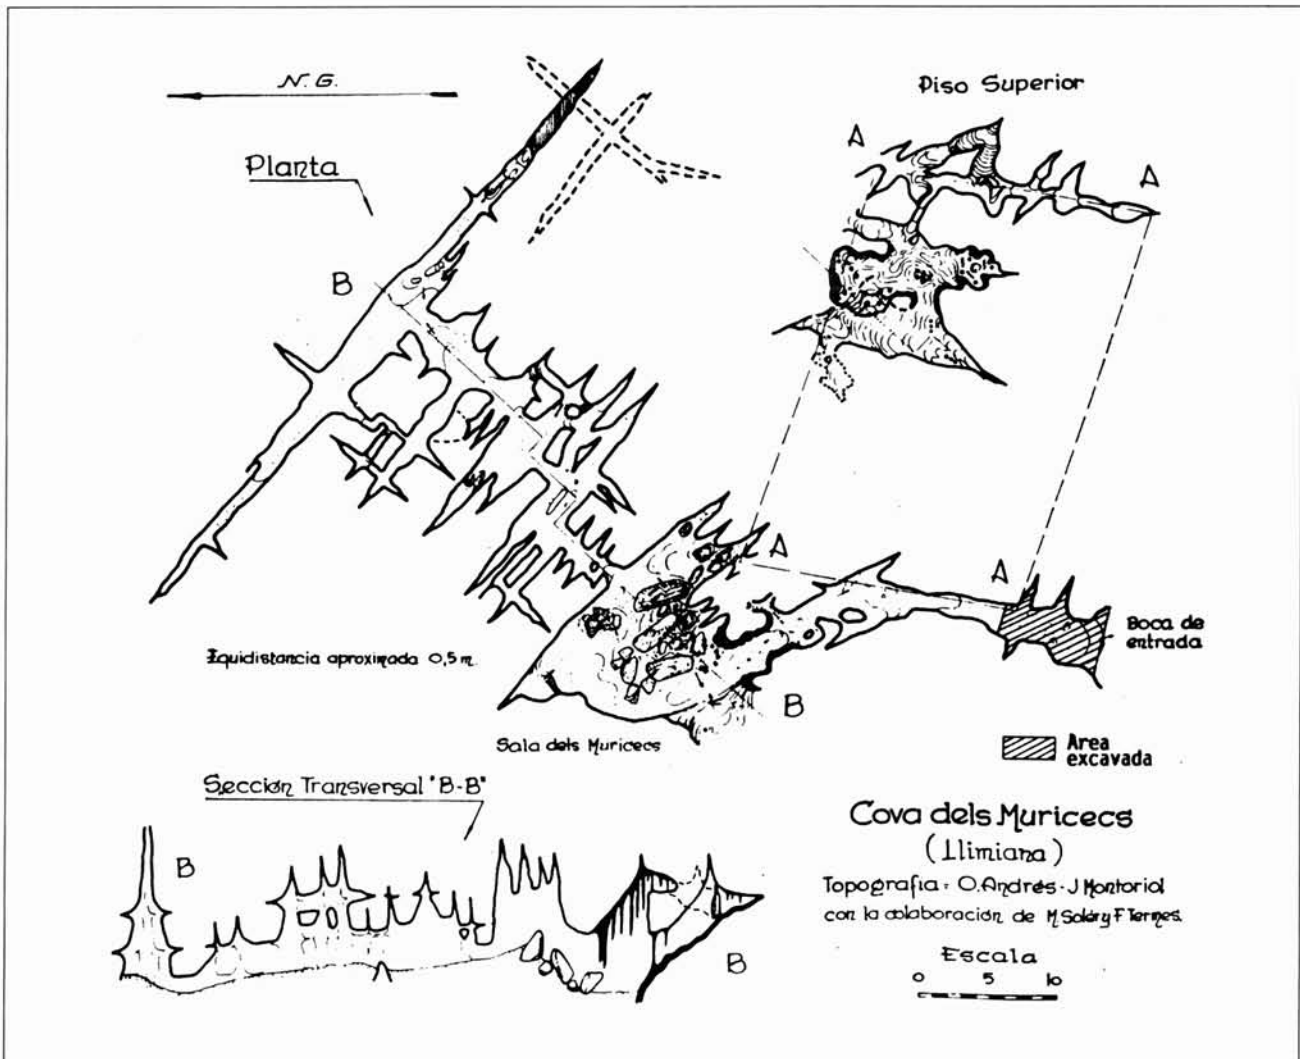 N. G.
Piso Superior
A
A
Planta
B
A
A
Boca de
entrada
Equidistancia aproximada 0,5 m.
B
Sala dels Muricecs
Area
excavada
Sección Transversal "B-B"
B
B
Cova dels Muricecs
(Llimiana)
Topografia: O. Andrés - J Montoriol
con la colaboración de M. Solér y F. Termes.
Escala
0 5 10